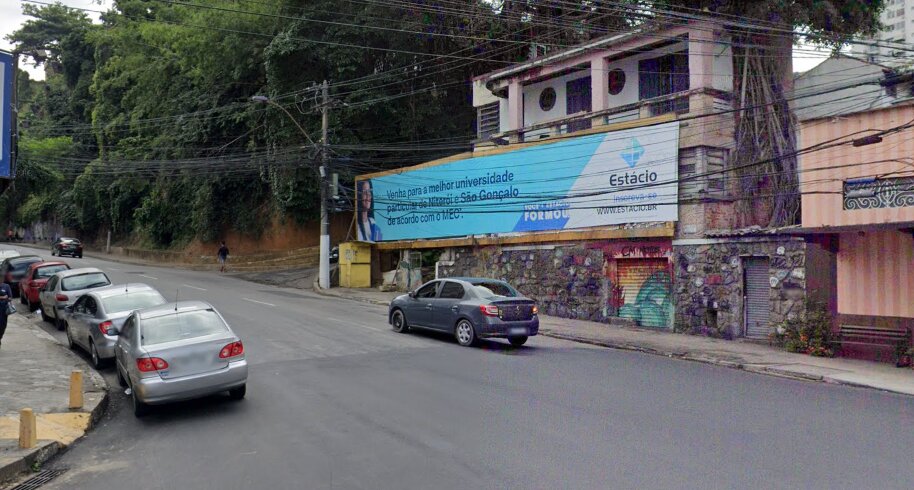 Venha para a melhor universidade
particular de Niterói e São Gonçalo
de acordo com o MEC*.
FORMOU
Estácio
Inscreva-se
WWW.ESTACIO.BR